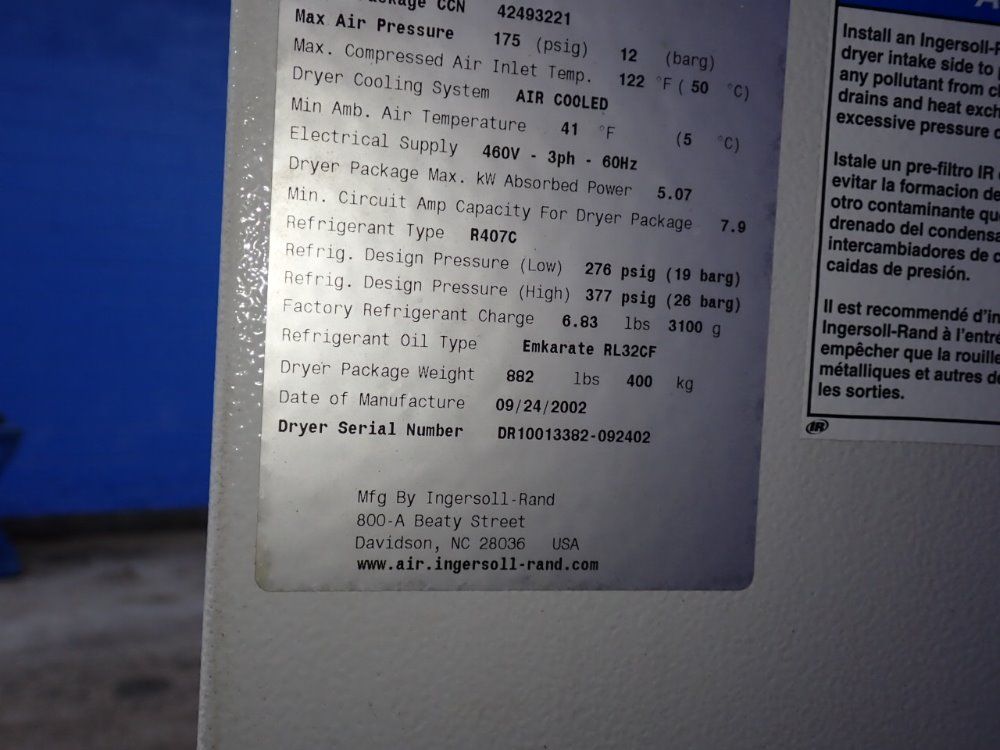 Package CCN 42493221
Max Air Pressure 175 (psig) 12 (barg)
Max. Compressed Air Inlet Temp. 122 °F ( 50 °C)
Dryer Cooling System AIR COOLED
Min Amb. Air Temperature 41 °F (5 °C)
Electrical Supply 460V - 3ph - 60Hz
Dryer Package Max. kW Absorbed Power 5.07
Min. Circuit Amp Capacity For Dryer Package 7.9
Refrigerant Type R407C
Refrig. Design Pressure (Low) 276 psig (19 barg)
Refrig. Design Pressure (High) 377 psig (26 barg)
Factory Refrigerant Charge 6.83 lbs 3100 g
Refrigerant Oil Type Emkarate RL32CF
Dryer Package Weight 882 lbs 400 kg
Date of Manufacture 09/24/2002
Dryer Serial Number DR10013382-092402
Mfg By Ingersoll-Rand
800-A Beaty Street
Davidson, NC 28036 USA
www.air.ingersoll-rand.com
Install an Ingersoll-
dryer intake side to
any pollutant from
drains and heat
excessive pressure
Istale un pre-filtro IR
evitar la formacion de
otro contaminante
drenado del
intercambiadores de
caidas de presión.
Il est recommendé
Ingersoll-Rand à
empêcher que la rouille
métalliques et autres
les sorties.
IR